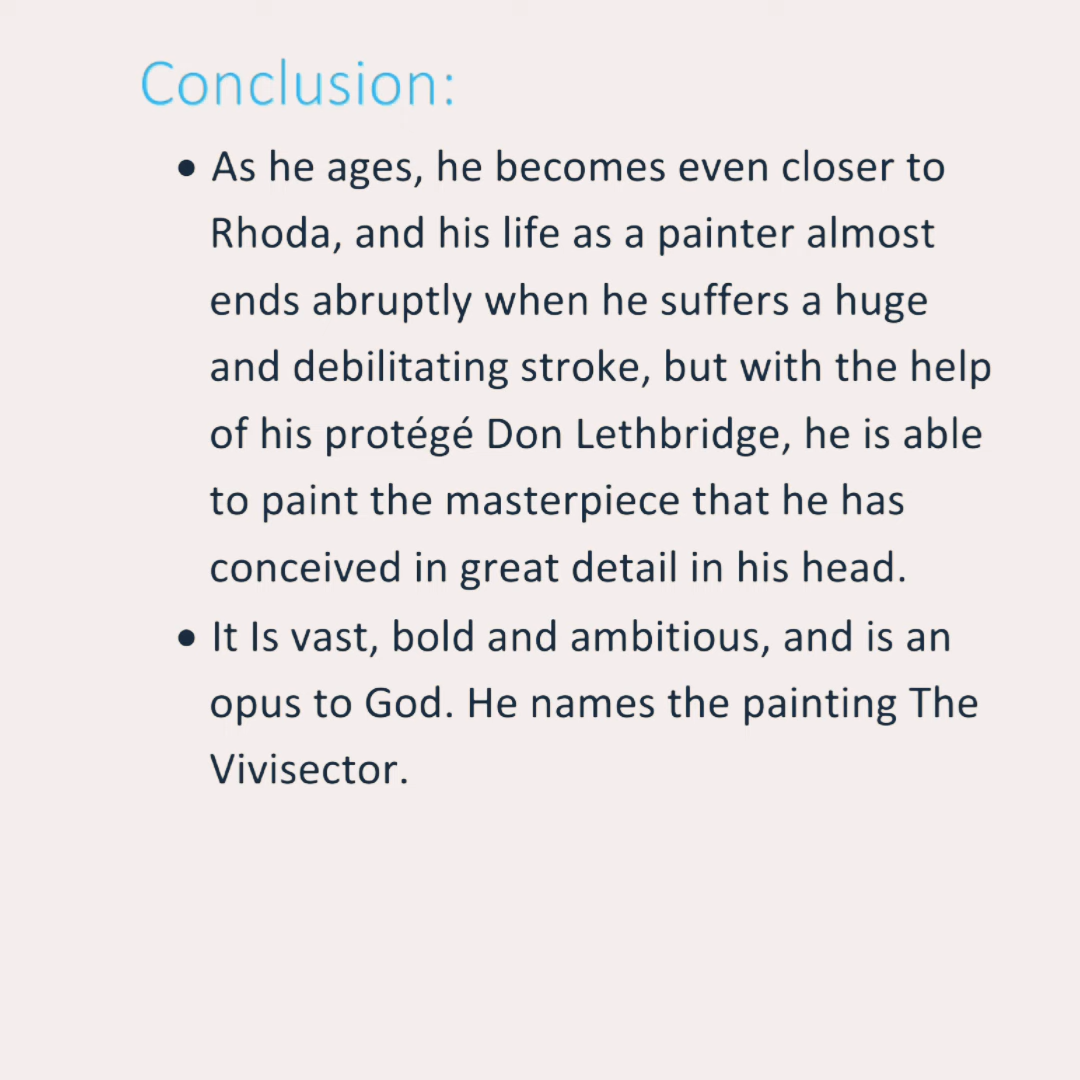 Conclusion:
• As he ages, he becomes even closer to
Rhoda, and his life as a painter almost
ends abruptly when he suffers a huge
and debilitating stroke, but with the help
of his protégé Don Lethbridge, he is able
to paint the masterpiece that he has
conceived in great detail in his head.
• It Is vast, bold and ambitious, and is an
opus to God. He names the painting The
Vivisector.